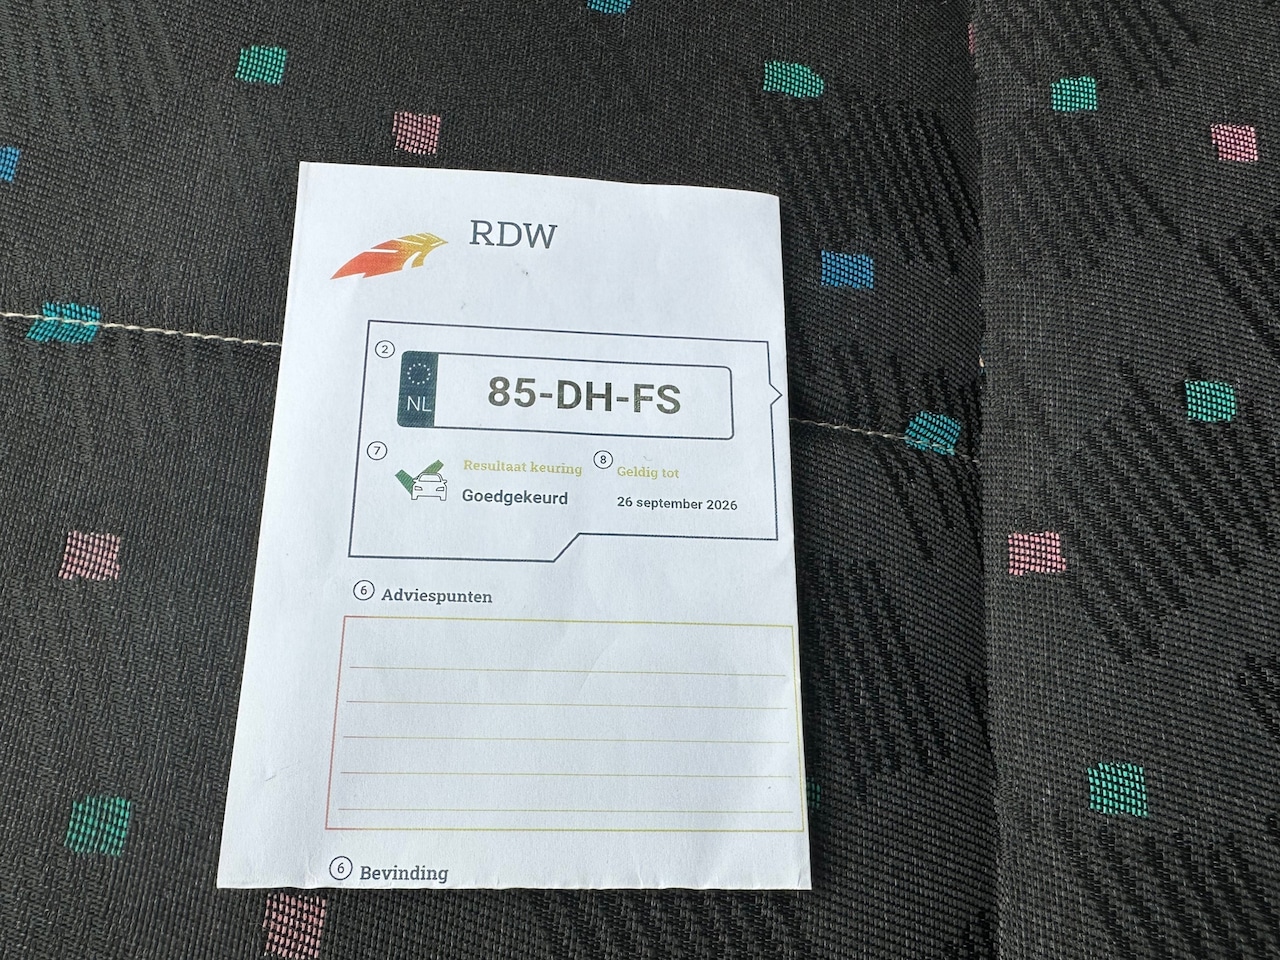 RDW
2
NL 85-DH-FS
7 Resultaat keuring 8 Geldig tot
Goedgekeurd 26 september 2026
6 Adviespunten
6 Bevinding